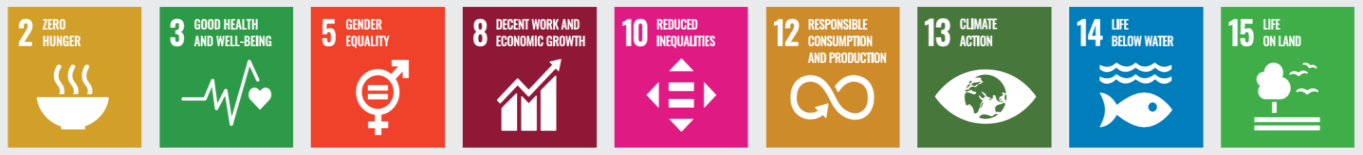 2 ZERO
HUNGER
3 GOOD HEALTH
AND WELL-BEING
5 GENDER
EQUALITY
8 DECENT WORK AND
ECONOMIC GROWTH
10 REDUCED
INEQUALITIES
12 RESPONSIBLE
CONSUMPTION
AND PRODUCTION
13 CLIMATE
ACTION
14 LIFE
BELOW WATER
15 LIFE
ON LAND